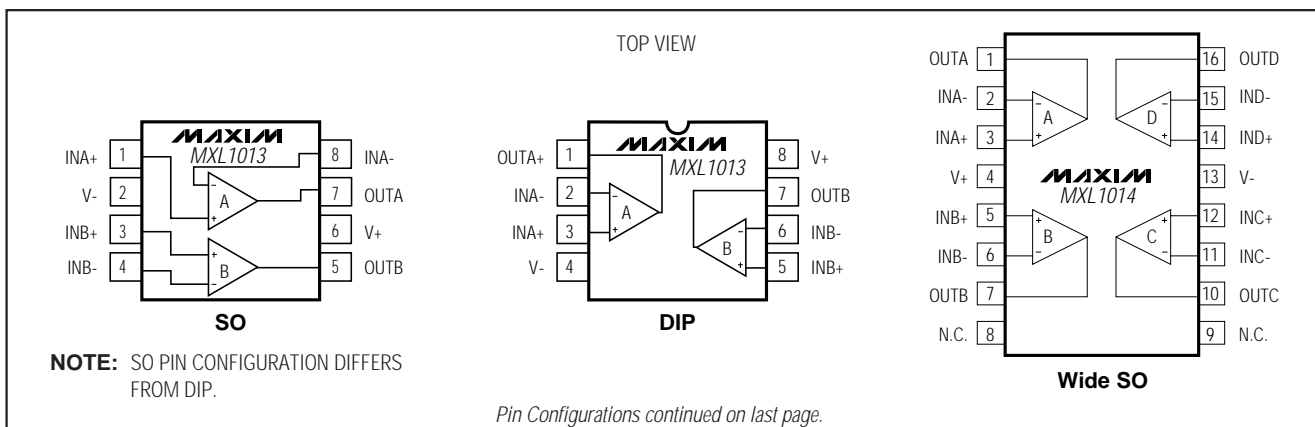 TOP VIEW
MAXIM
MXL1013
INA+ 1
V- 2
INB+ 3
INB- 4
8 INA-
7 OUTA
6 V+
5 OUTB
- + A
+ - B
SO
NOTE: SO PIN CONFIGURATION DIFFERS
FROM DIP.
MAXIM
MXL1013
OUTA+ 1
INA- 2
INA+ 3
V- 4
8 V+
7 OUTB
6 INB-
5 INB+
- + A
- + B
DIP
OUTA 1
INA- 2
INA+ 3
V+ 4
INB+ 5
INB- 6
OUTB 7
N.C. 8
16 OUTD
15 IND-
14 IND+
13 V-
12 INC+
11 INC-
10 OUTC
9 N.C.
- + A
- + D
MAXIM
MXL1014
+ - B
+ - C
Wide SO
Pin Configurations continued on last page.